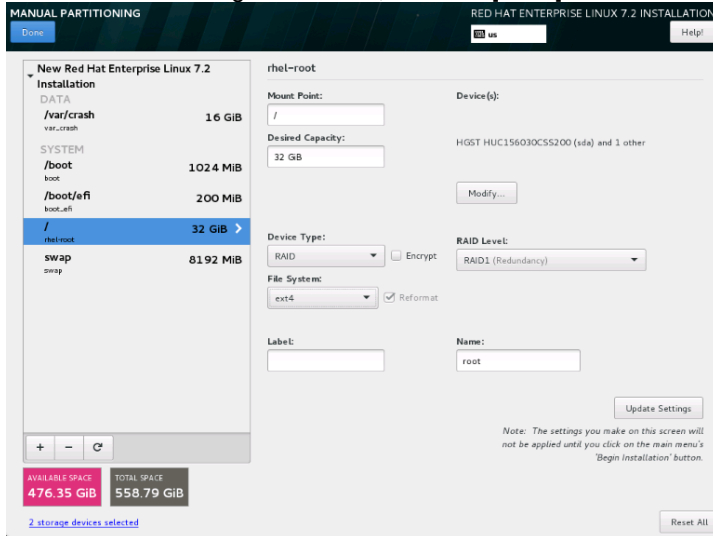 MANUAL PARTITIONING
RED HAT ENTERPRISE LINUX 7.2 INSTALLATION
Done
us
Help!
New Red Hat Enterprise Linux 7.2
Installation
DATA
/var/crash 16 GiB
var_crash
SYSTEM
/boot 1024 MiB
boot
/boot/efi 200 MiB
boot_efi
/ 32 GiB
rhel-root
swap 8192 MiB
swap
+ −
AVAILABLE SPACE
476.35 GiB
TOTAL SPACE
558.79 GiB
2 storage devices selected
rhel-root
Mount Point:
/
Desired Capacity:
32 GiB
Device(s):
HGST HUC156030CSS200 (sda) and 1 other
Modify...
Device Type:
RAID
Encrypt
RAID Level:
RAID1 (Redundancy)
File System:
ext4
Reformat
Label:
Name:
root
Update Settings
Note: The settings you make on this screen will
not be applied until you click on the main menu's
'Begin Installation' button.
Reset All